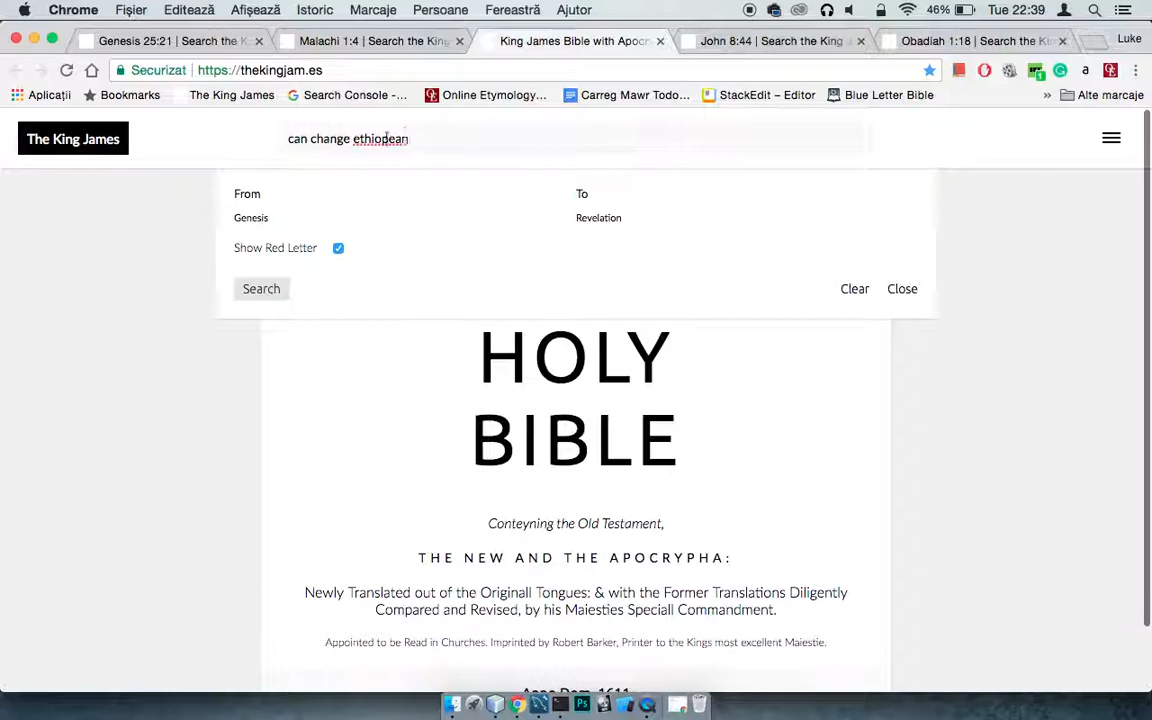 Chrome Fișier Editează Afișează Istoric Marcaje Persoane Fereastră Ajutor 46% Tue 22:39
Genesis 25:21 | Search the K Malachi 1:4 | Search the King King James Bible with Apocr John 8:44 | Search the King Obadiah 1:18 | Search the Kin Luke
Securizat https://thekingjam.es
Aplicații Bookmarks The King James Search Console -... Online Etymology... Carreg Mawr Todo... StackEdit – Editor Blue Letter Bible » Alte marcaje
The King James can change ethiopean
From To
Genesis Revelation
Show Red Letter
Search Clear Close
HOLY
BIBLE
Conteyning the Old Testament,
THE NEW AND THE APOCRYPHA:
Newly Translated out of the Originall Tongues: & with the Former Translations Diligently
Compared and Revised, by his Maiesties Speciall Commandment.
Appointed to be Read in Churches. Imprinted by Robert Barker, Printer to the Kings most excellent Maiestie.
Anno Dom. 1611